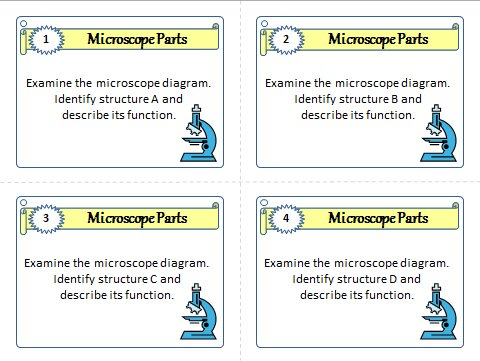 1
Microscope Parts
Examine the microscope diagram.
Identify structure A and
describe its function.
2
Microscope Parts
Examine the microscope diagram.
Identify structure B and
describe its function.
3
Microscope Parts
Examine the microscope diagram.
Identify structure C and
describe its function.
4
Microscope Parts
Examine the microscope diagram.
Identify structure D and
describe its function.